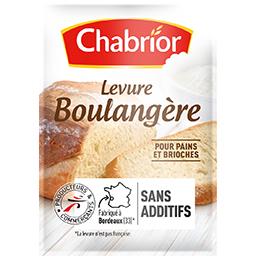 Chabrior
Levure
Boulangère
POUR PAINS
ET BRIOCHES
PRODUCTEURS &
COMMERÇANTS
Fabriqué à
Bordeaux (33)*
SANS
ADDITIFS
*La levure n'est pas française